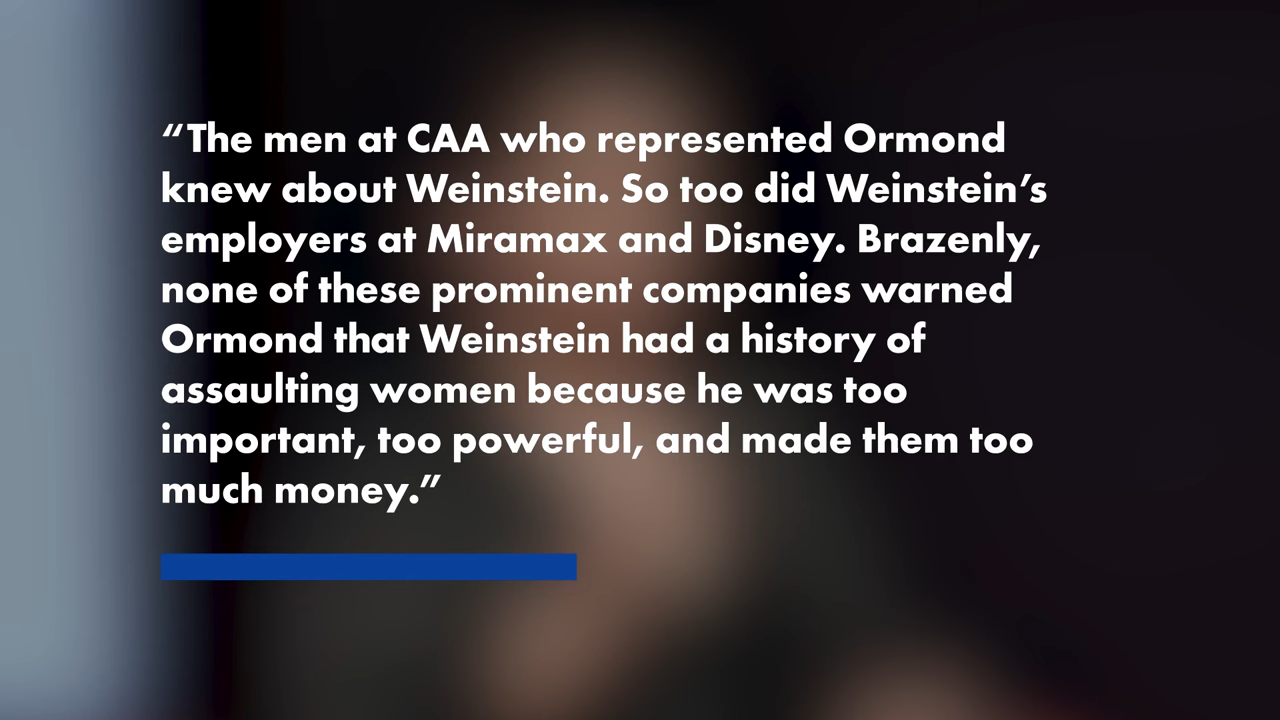 “The men at CAA who represented Ormond
knew about Weinstein. So too did Weinstein’s
employers at Miramax and Disney. Brazenly,
none of these prominent companies warned
Ormond that Weinstein had a history of
assaulting women because he was too
important, too powerful, and made them too
much money.”